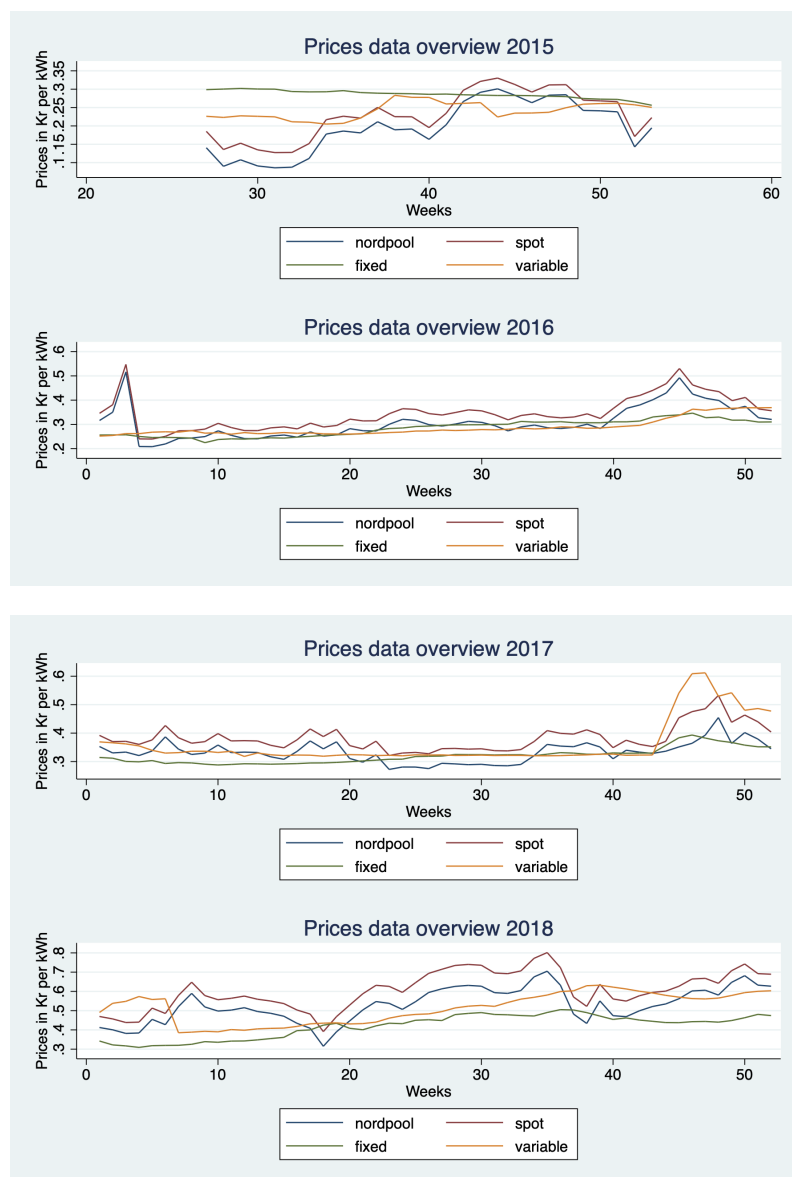 Prices data overview 2015
Prices in Kr per kWh
.1 .15 .2 .25 .3 .35
20 30 40 50 60
Weeks
nordpool spot
fixed variable
Prices data overview 2016
Prices in Kr per kWh
.2 .3 .4 .5 .6
0 10 20 30 40 50
Weeks
nordpool spot
fixed variable
Prices data overview 2017
Prices in Kr per kWh
.3 .4 .5 .6
0 10 20 30 40 50
Weeks
nordpool spot
fixed variable
Prices data overview 2018
Prices in Kr per kWh
.3 .4 .5 .6 .7 .8
0 10 20 30 40 50
Weeks
nordpool spot
fixed variable